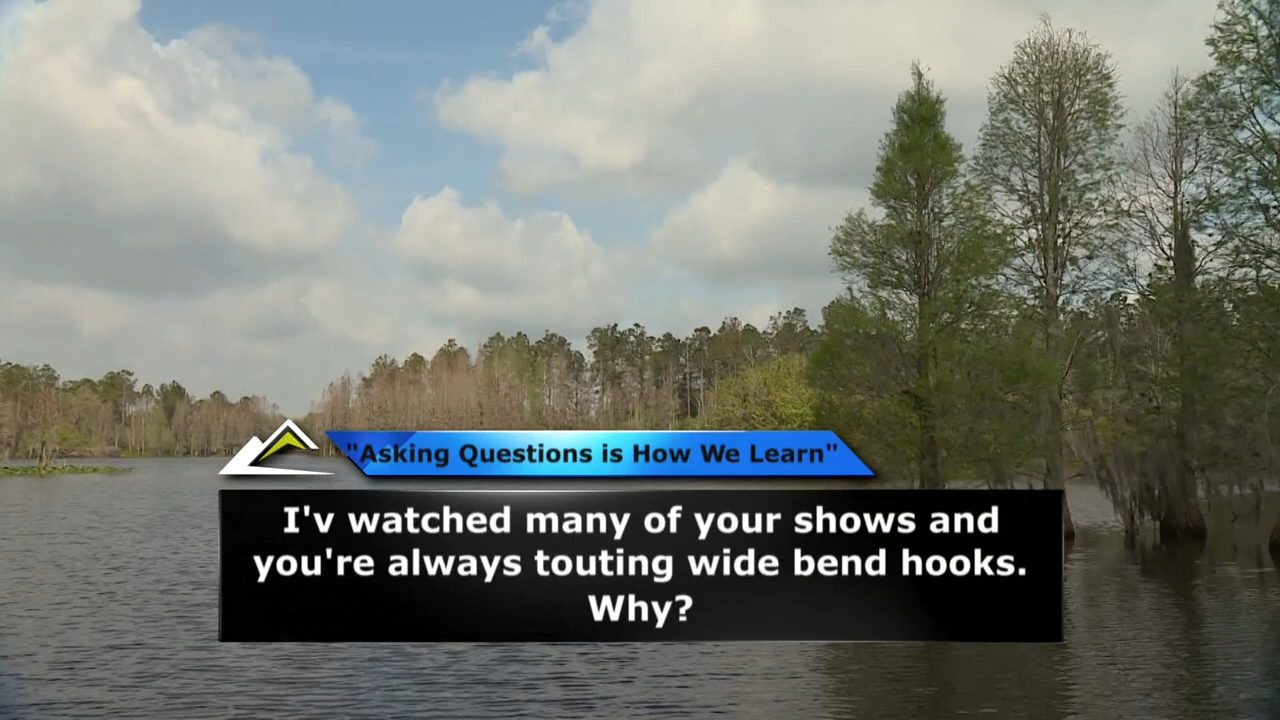 "Asking Questions is How We Learn"
I'v watched many of your shows and
you're always touting wide bend hooks.
Why?